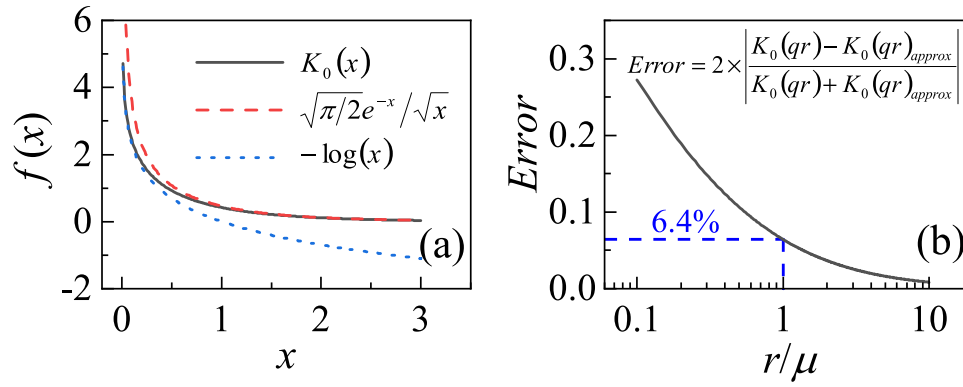 6
4
2
0
-2
f(x)
K₀(x)
√π/2e⁻ˣ/√x
-log(x)
(a)
0 1 2 3
x
0.3
0.2
0.1
0.0
Error
Error = 2×|K₀(qr)−K₀(qr)approx / K₀(qr)+K₀(qr)approx|
6.4%
(b)
0.1 1 10
r/μ